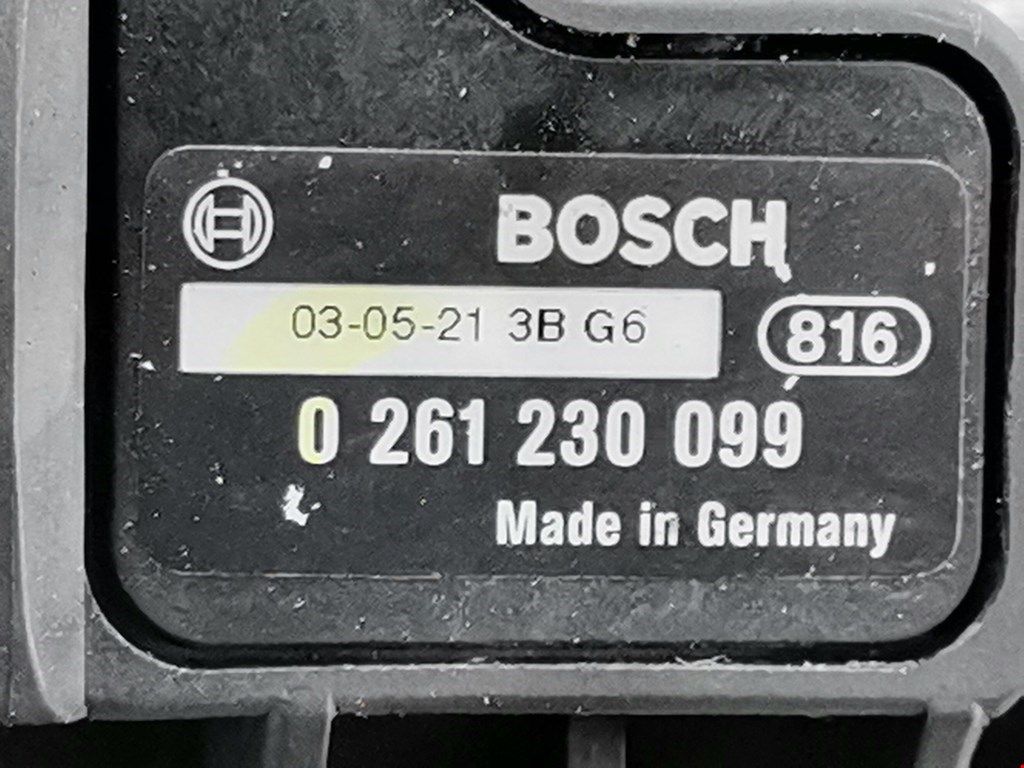 BOSCH
03-05-21 3B G6
816
0 261 230 099
Made in Germany